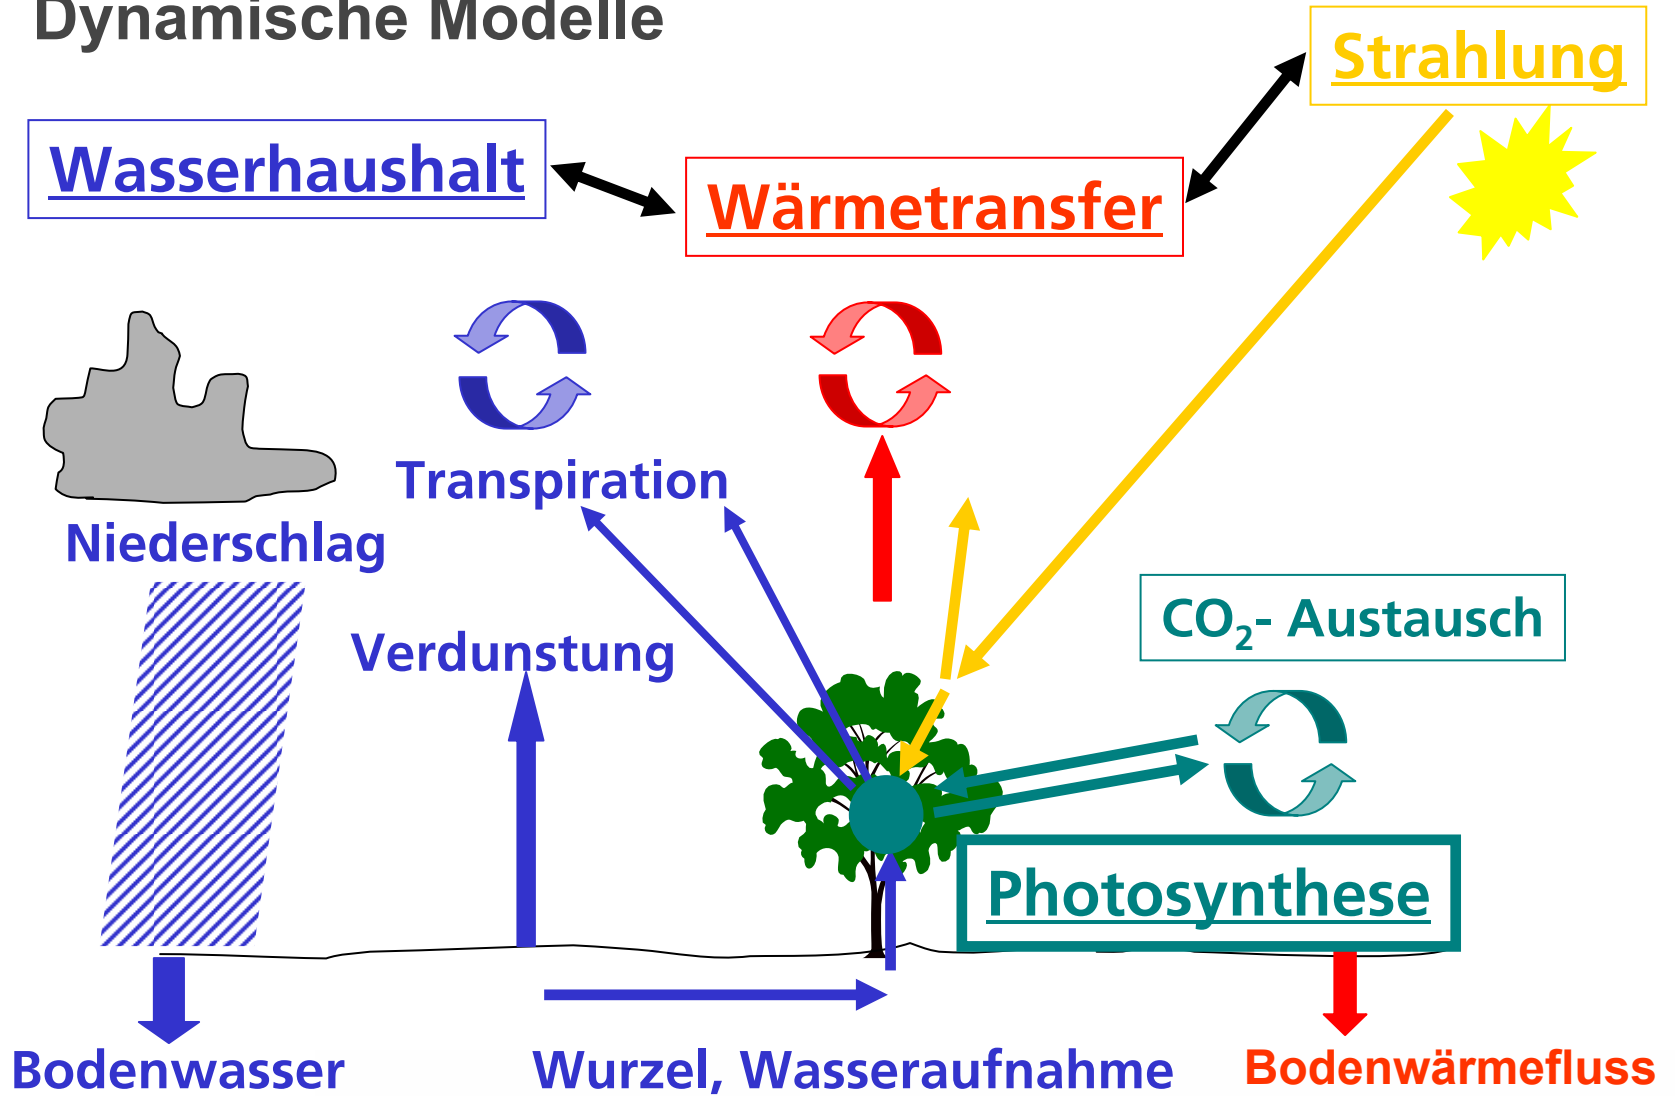 Dynamische Modelle
Strahlung
Wasserhaushalt
Wärmetransfer
Transpiration
Niederschlag
CO₂- Austausch
Verdunstung
Photosynthese
Bodenwasser
Wurzel, Wasseraufnahme
Bodenwärmefluss